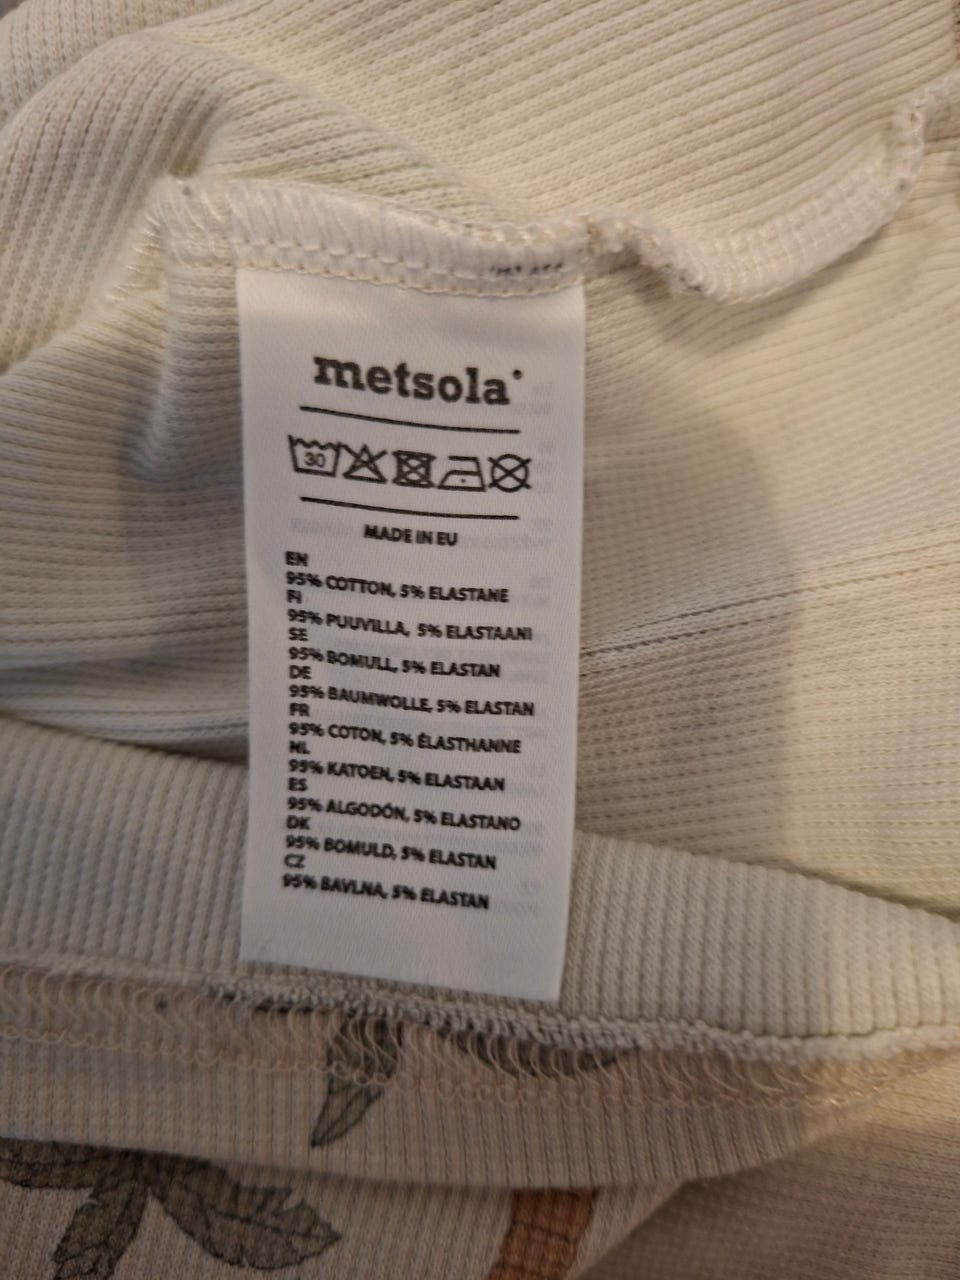 metsola
30
MADE IN EU
EN
95% COTTON, 5% ELASTANE
FI
95% PUUVILLA, 5% ELASTAANI
SE
95% BOMULL, 5% ELASTAN
DE
95% BAUMWOLLE, 5% ELASTAN
FR
95% COTON, 5% ÉLASTHANNE
NL
95% KATOEN, 5% ELASTAAN
ES
95% ALGODÓN, 5% ELASTANO
DK
95% BOMULD, 5% ELASTAN
CZ
95% BAVLNA, 5% ELASTAN